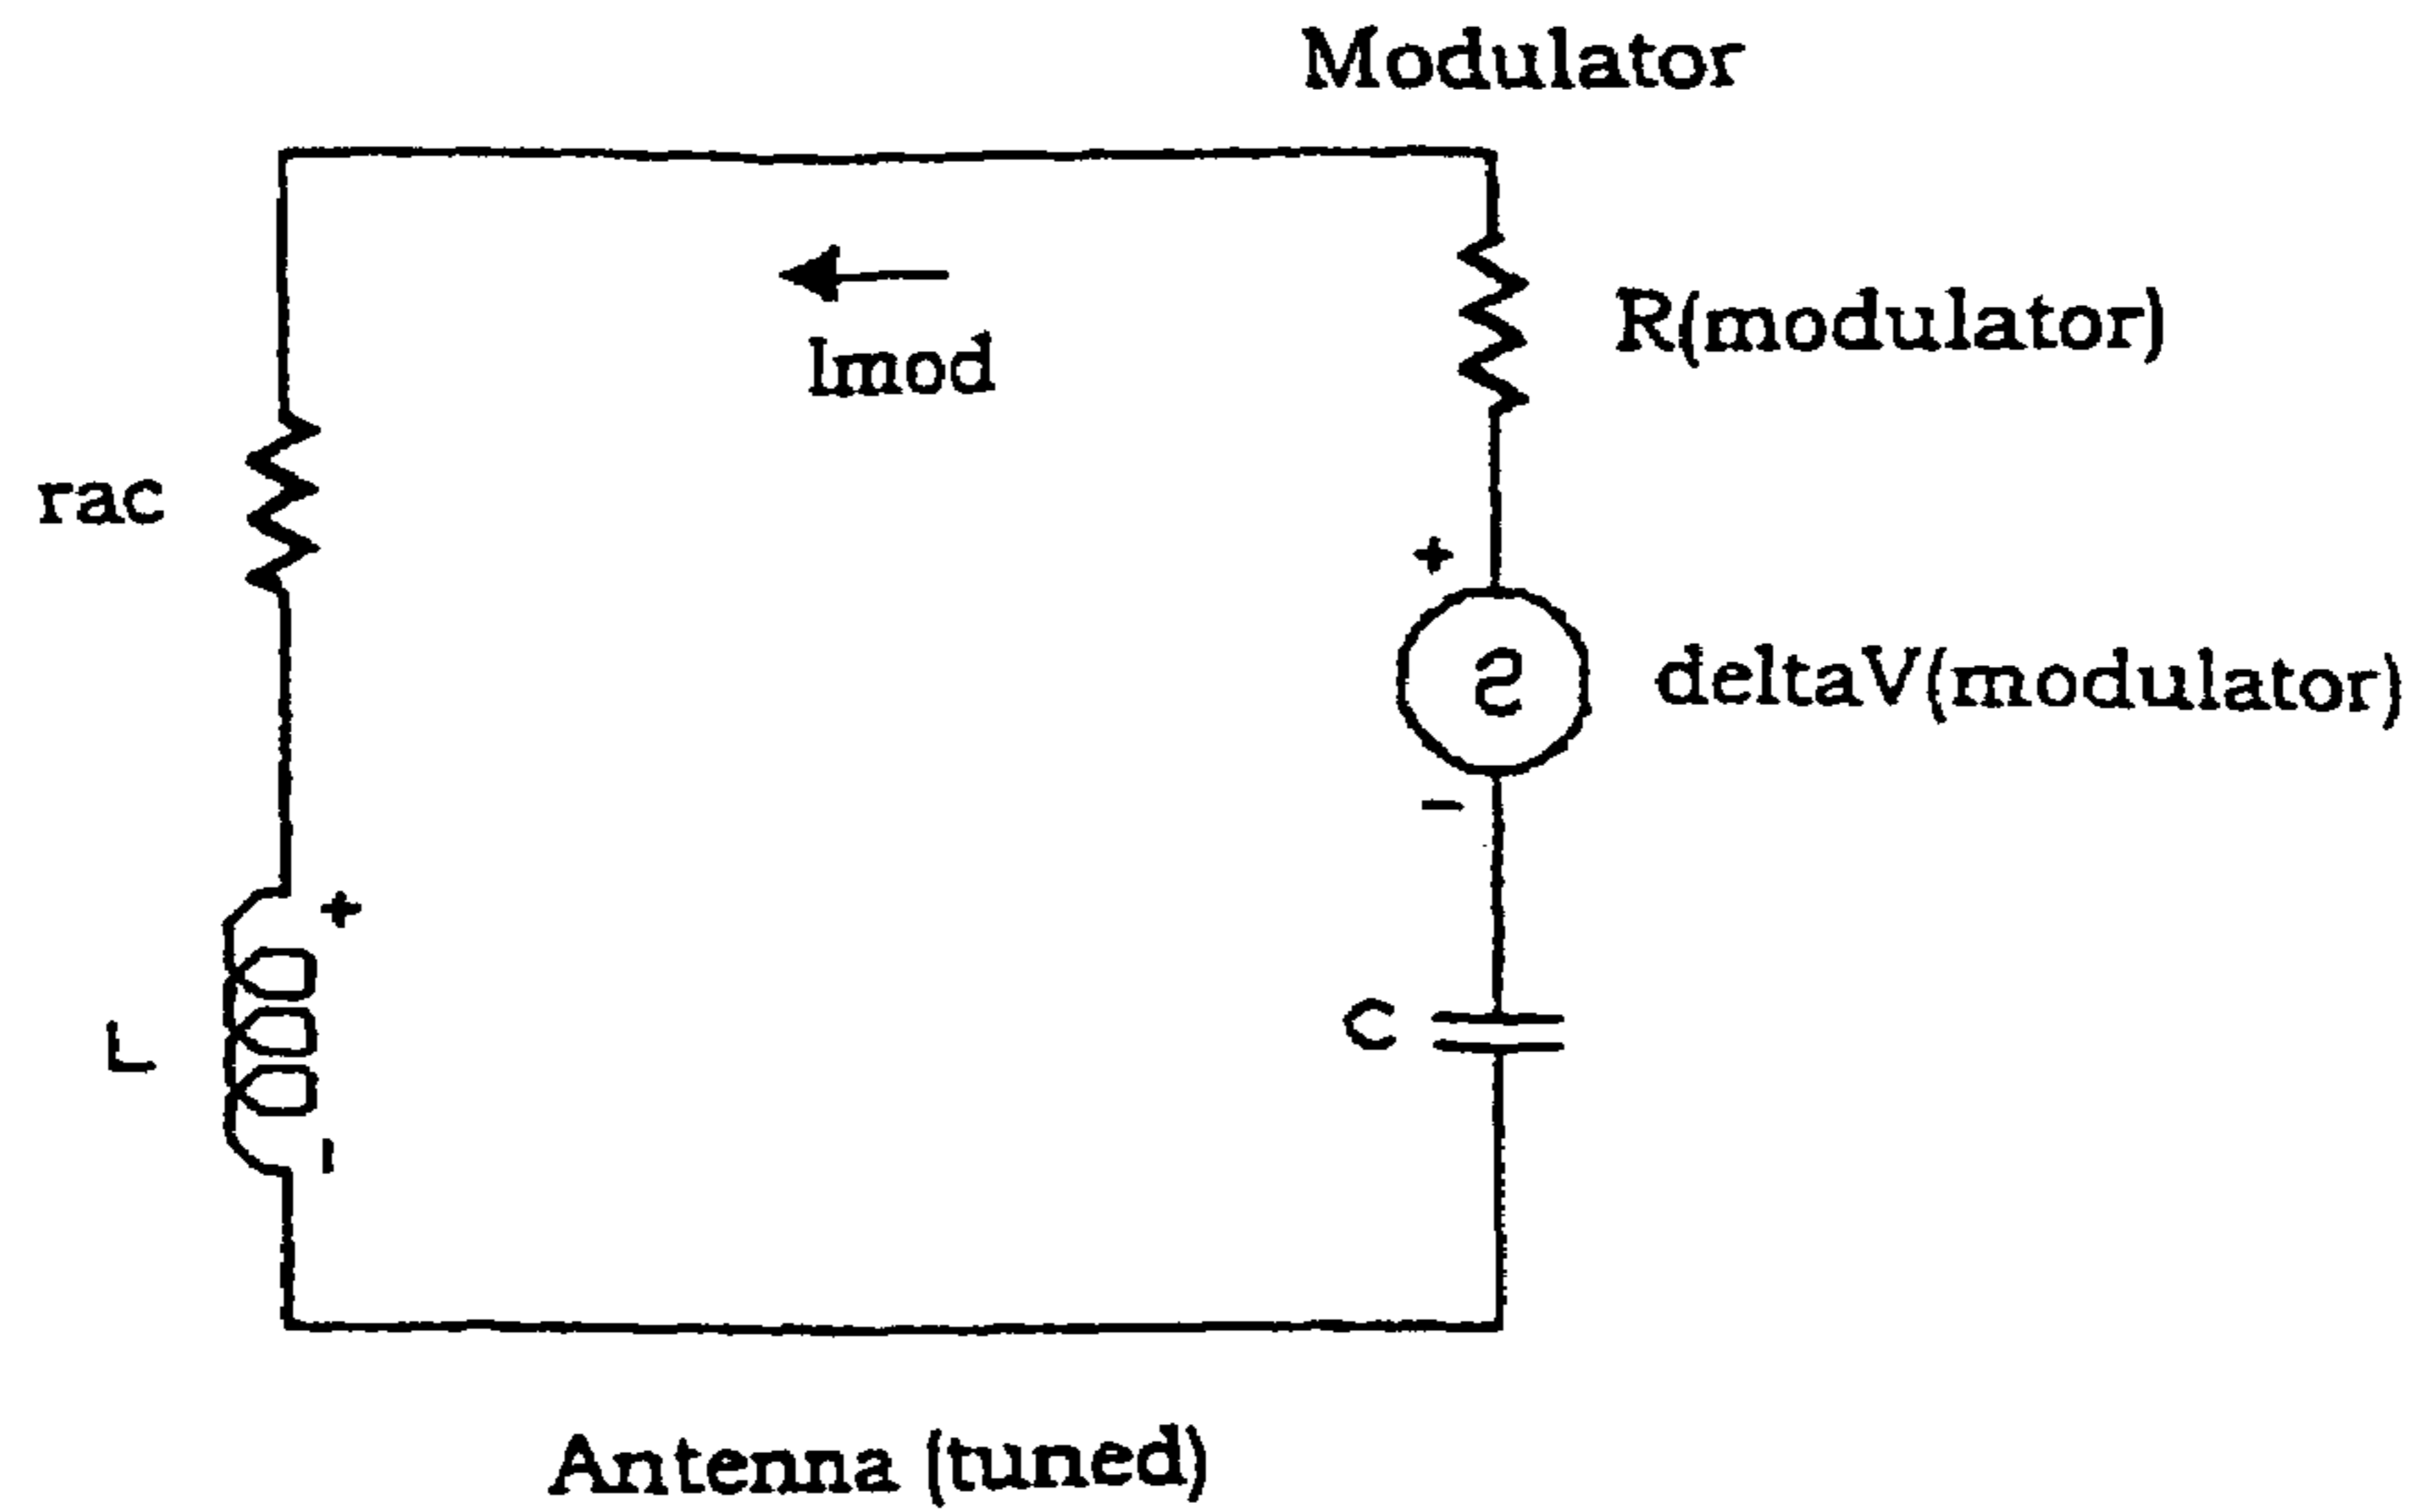 Modulator
Imod
R(modulator)
rac
+
deltaV(modulator)
-
+
L
C
-
Antenna (tuned)